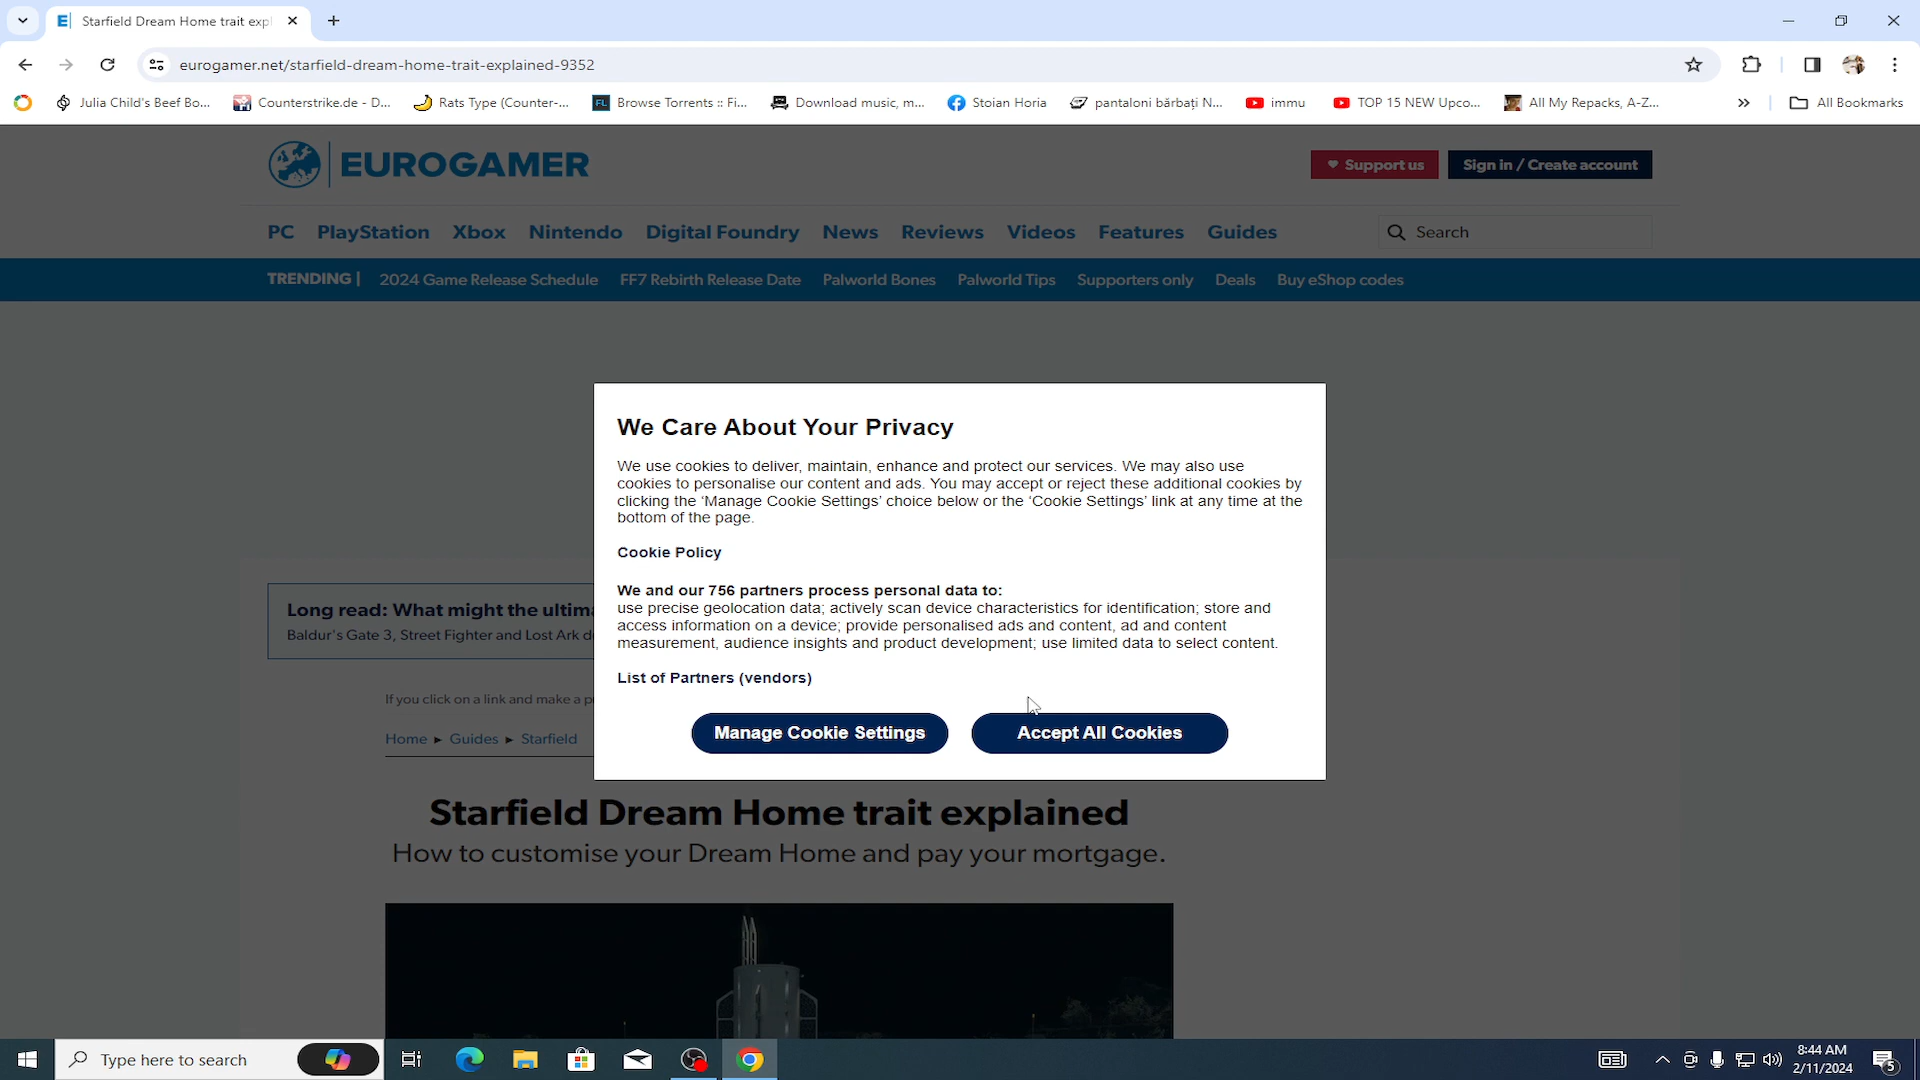 Starfield Dream Home trait exp
eurogamer.net/starfield-dream-home-trait-explained-9352
Julia Child's Beef Bo...
Counterstrike.de - D...
Rats Type (Counter-...
FL
Browse Torrents :: Fi...
Download music, m...
Stoian Horia
pantaloni bărbați N...
immu
TOP 15 NEW Upco...
All My Repacks, A-Z...
All Bookmarks
EUROGAMER
Support us
Sign in / Create account
PC PlayStation Xbox Nintendo Digital Foundry News Reviews Videos Features Guides
Search
TRENDING | 2024 Game Release Schedule FF7 Rebirth Release Date Palworld Bones Palworld Tips Supporters only Deals Buy eShop codes
We Care About Your Privacy
We use cookies to deliver, maintain, enhance and protect our services. We may also use
cookies to personalise our content and ads. You may accept or reject these additional cookies by
clicking the 'Manage Cookie Settings' choice below or the 'Cookie Settings' link at any time at the
bottom of the page.
Cookie Policy
We and our 756 partners process personal data to:
use precise geolocation data; actively scan device characteristics for identification; store and
access information on a device; provide personalised ads and content, ad and content
measurement, audience insights and product development; use limited data to select content.
List of Partners (vendors)
Manage Cookie Settings
Accept All Cookies
Long read: What might the ultim
Baldur's Gate 3, Street Fighter and Lost Ark d
If you click on a link and make a p
Home ▸ Guides ▸ Starfield
Starfield Dream Home trait explained
How to customise your Dream Home and pay your mortgage.
Type here to search
8:44 AM
2/11/2024
5